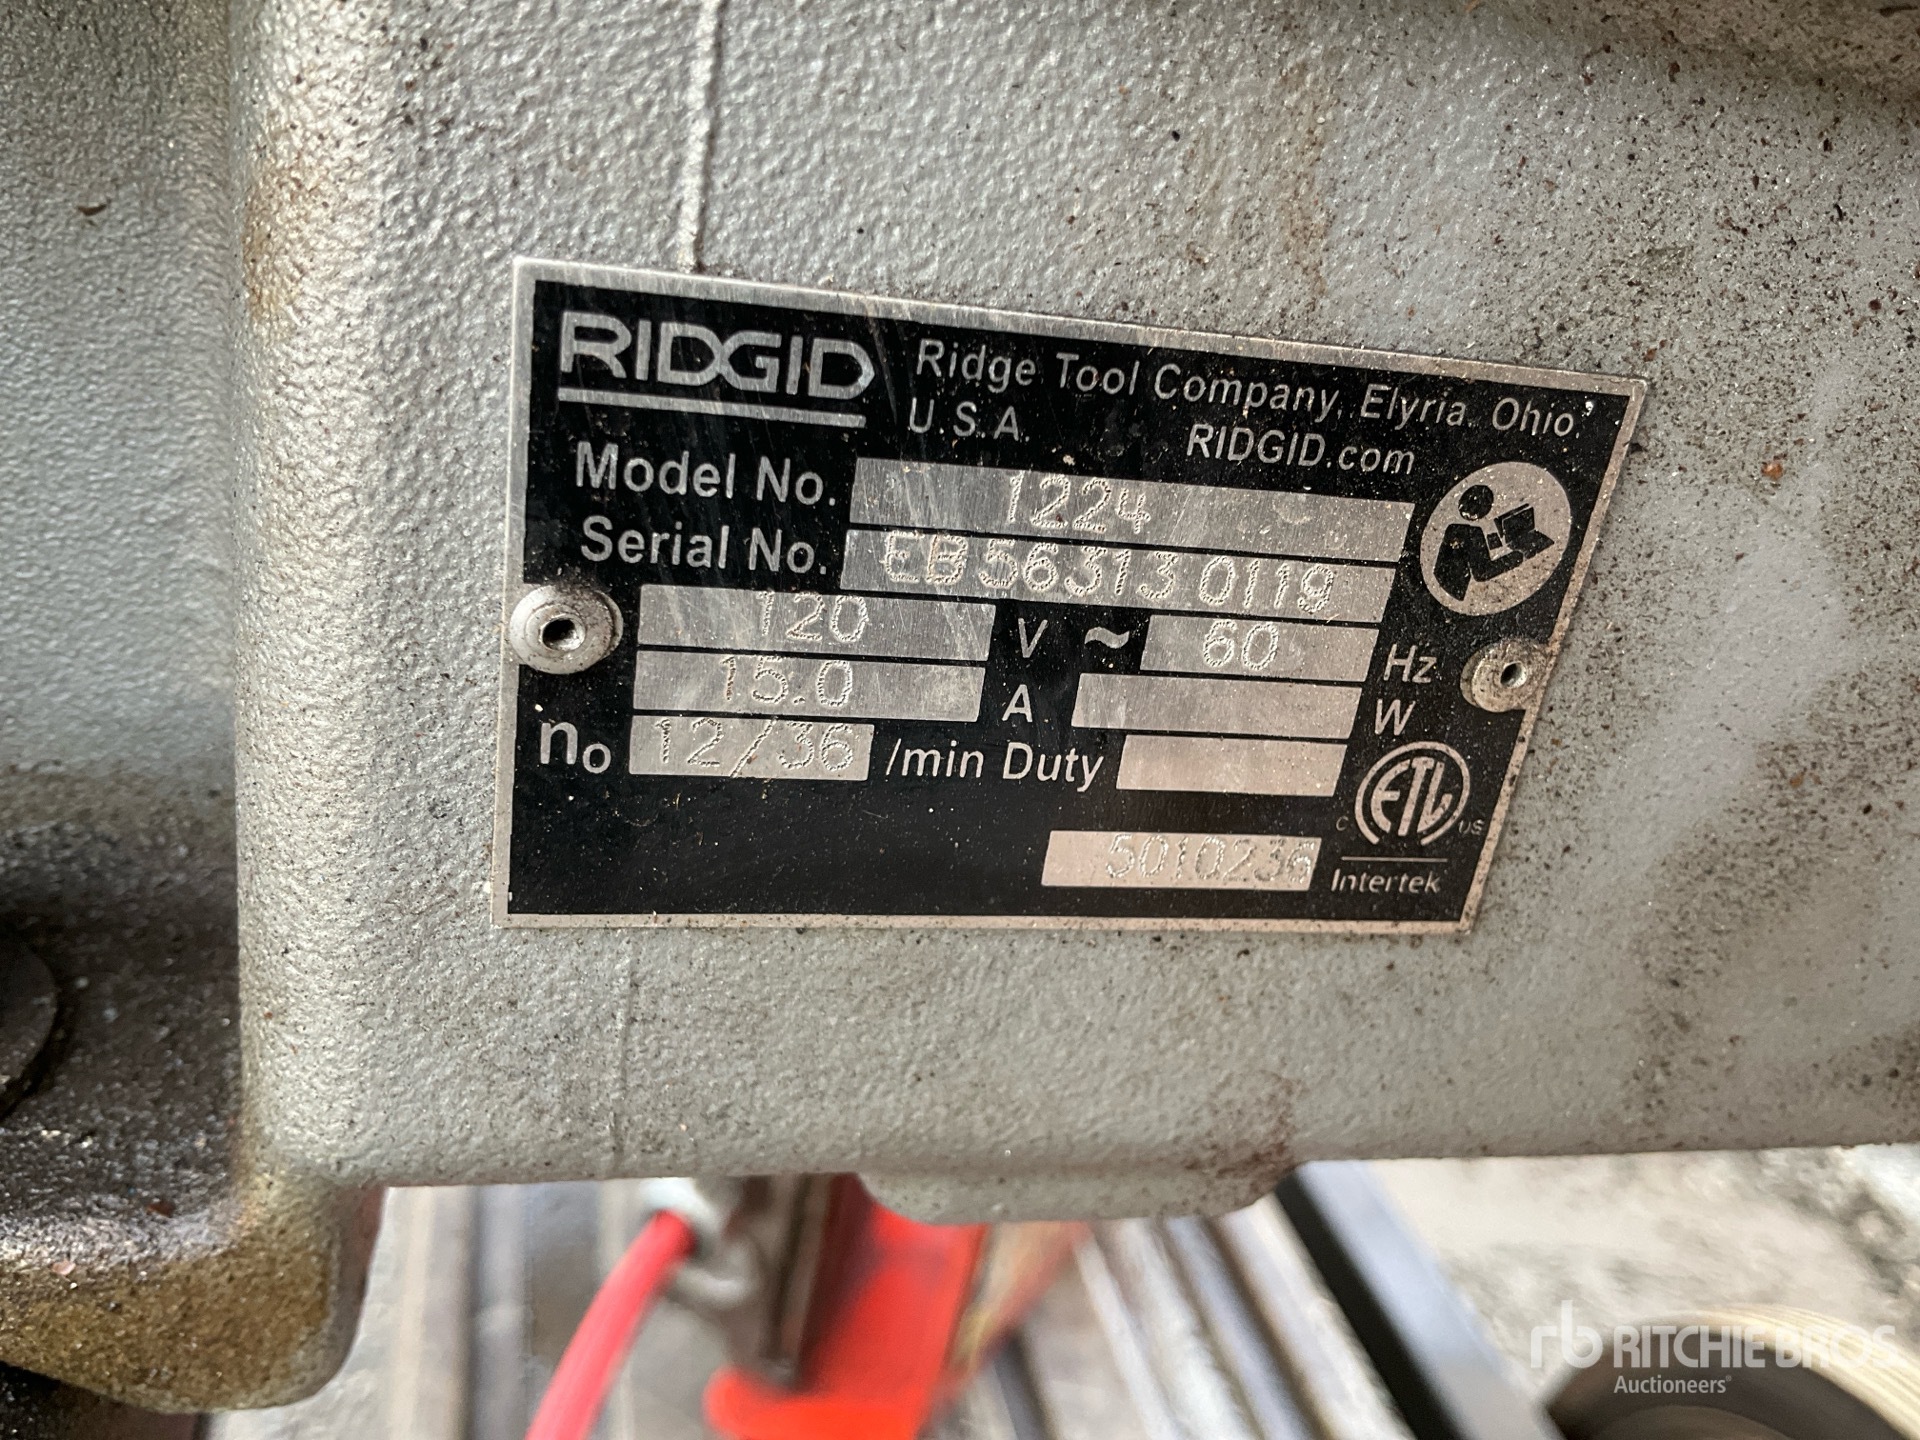 RIDGID Ridge Tool Company, Elyria, Ohio,
U.S.A. RIDGID.com
Model No. 1224
Serial No. EB56313 0119
120 V ~ 60 Hz
15.0 A W
no 12/36 /min Duty
C ETL US
5010236 Intertek
rb RITCHIE BROS.
Auctioneers